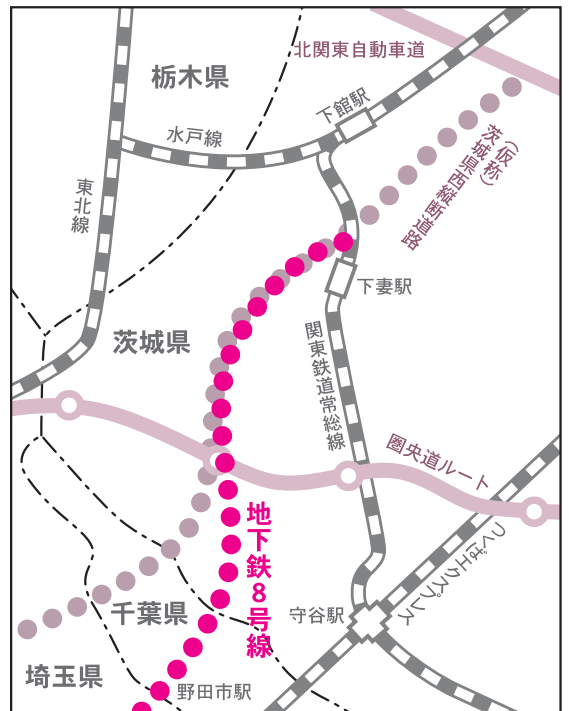 北関東自動車道
栃木県
下館駅
水戸線
(仮称)
茨城県西縦断道路
東北線
下妻駅
茨城県
関東鉄道常総線
圏央道ルート
地下鉄8号線
つくばエクスプレス
千葉県
守谷駅
埼玉県
野田市駅